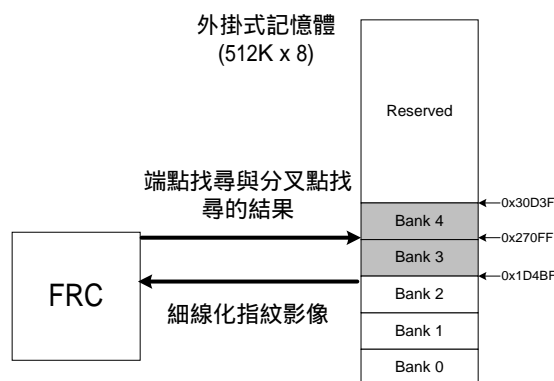 外掛式記憶體
(512K x 8)
Reserved
端點找尋與分叉點找
尋的結果
0x30D3F
Bank 4
0x270FF
Bank 3
0x1D4BF
FRC
Bank 2
細線化指紋影像
Bank 1
Bank 0